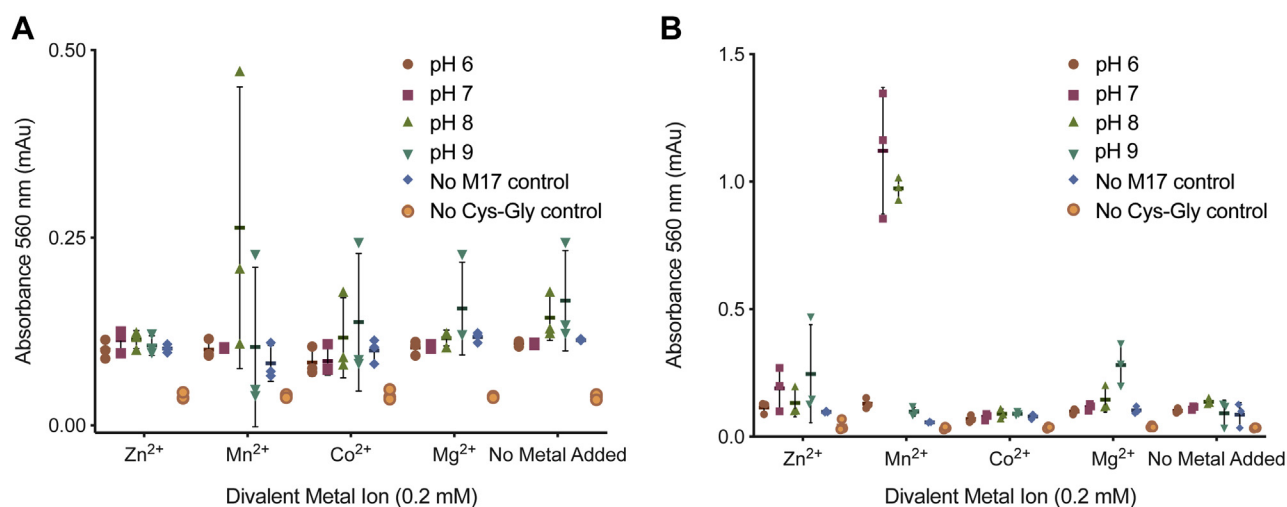 A
Absorbance 560 nm (mAu)
0.50
0.25
0.00
pH 6
pH 7
pH 8
pH 9
No M17 control
No Cys-Gly control
Zn²⁺ Mn²⁺ Co²⁺ Mg²⁺ No Metal Added
Divalent Metal Ion (0.2 mM)
B
Absorbance 560 nm (mAu)
1.5
1.0
0.5
0.0
pH 6
pH 7
pH 8
pH 9
No M17 control
No Cys-Gly control
Zn²⁺ Mn²⁺ Co²⁺ Mg²⁺ No Metal Added
Divalent Metal Ion (0.2 mM)